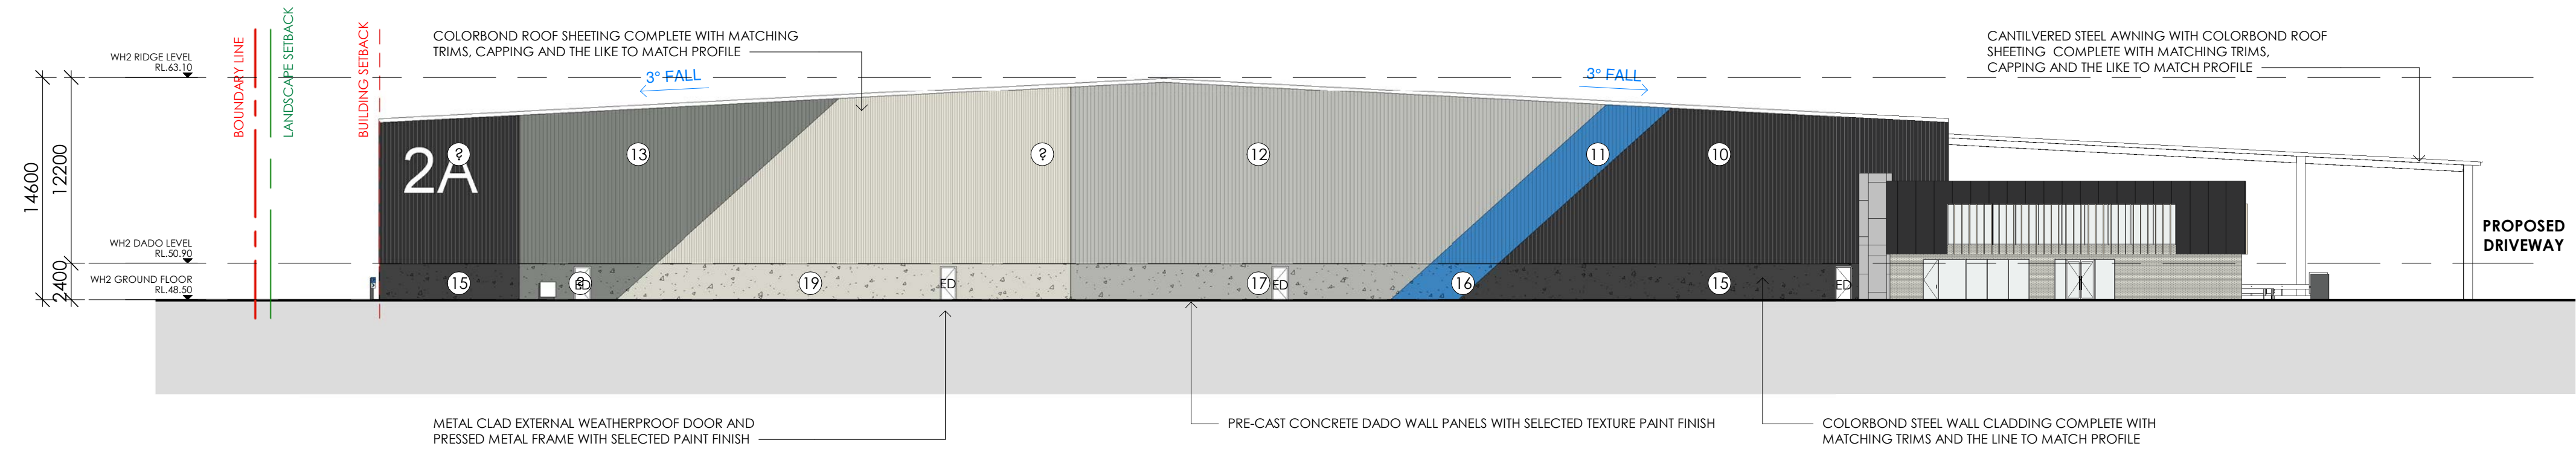 BOUNDARY LINE
LANDSCAPE SETBACK
BUILDING SETBACK
COLORBOND ROOF SHEETING COMPLETE WITH MATCHING
TRIMS, CAPPING AND THE LIKE TO MATCH PROFILE
CANTILVERED STEEL AWNING WITH COLORBOND ROOF
SHEETING COMPLETE WITH MATCHING TRIMS,
CAPPING AND THE LIKE TO MATCH PROFILE
WH2 RIDGE LEVEL
RL.63.10
3° FALL
3° FALL
14600
12200
2400
2A
?
13
?
12
11
10
PROPOSED
DRIVEWAY
WH2 DADO LEVEL
RL.50.90
WH2 GROUND FLOOR
RL.48.50
15
?
ED
19
ED
17
ED
16
15
ED
METAL CLAD EXTERNAL WEATHERPROOF DOOR AND
PRESSED METAL FRAME WITH SELECTED PAINT FINISH
PRE-CAST CONCRETE DADO WALL PANELS WITH SELECTED TEXTURE PAINT FINISH
COLORBOND STEEL WALL CLADDING COMPLETE WITH
MATCHING TRIMS AND THE LINE TO MATCH PROFILE